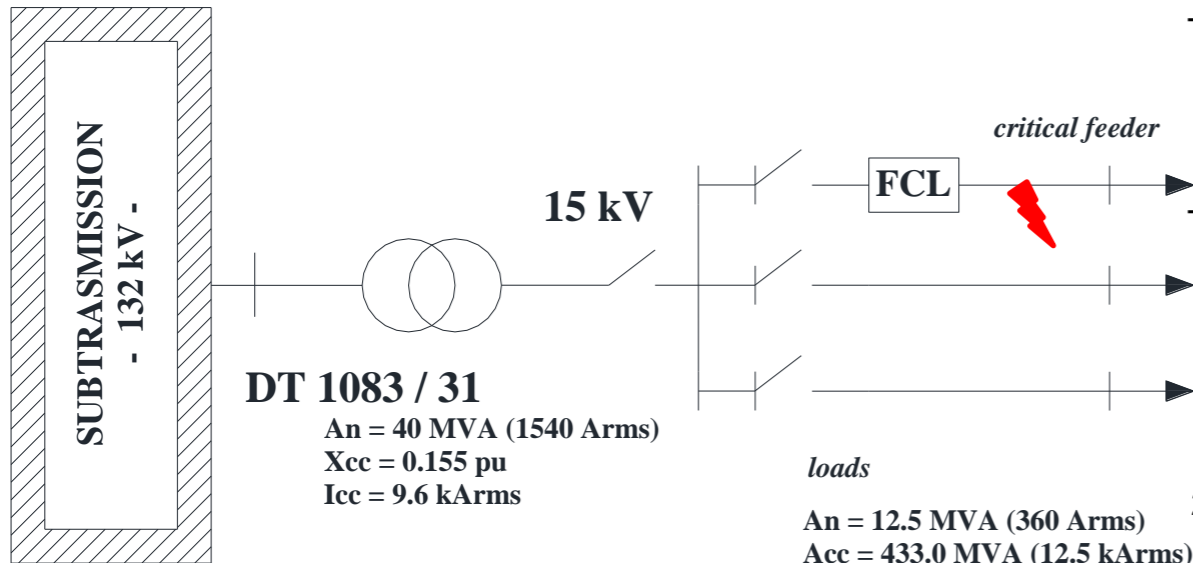 SUBTRASMISSION
- 132 kV -
critical feeder
FCL
15 kV
DT 1083 / 31
An = 40 MVA (1540 Arms)
Xcc = 0.155 pu
Icc = 9.6 kArms
loads
An = 12.5 MVA (360 Arms)
Acc = 433.0 MVA (12.5 kArms)